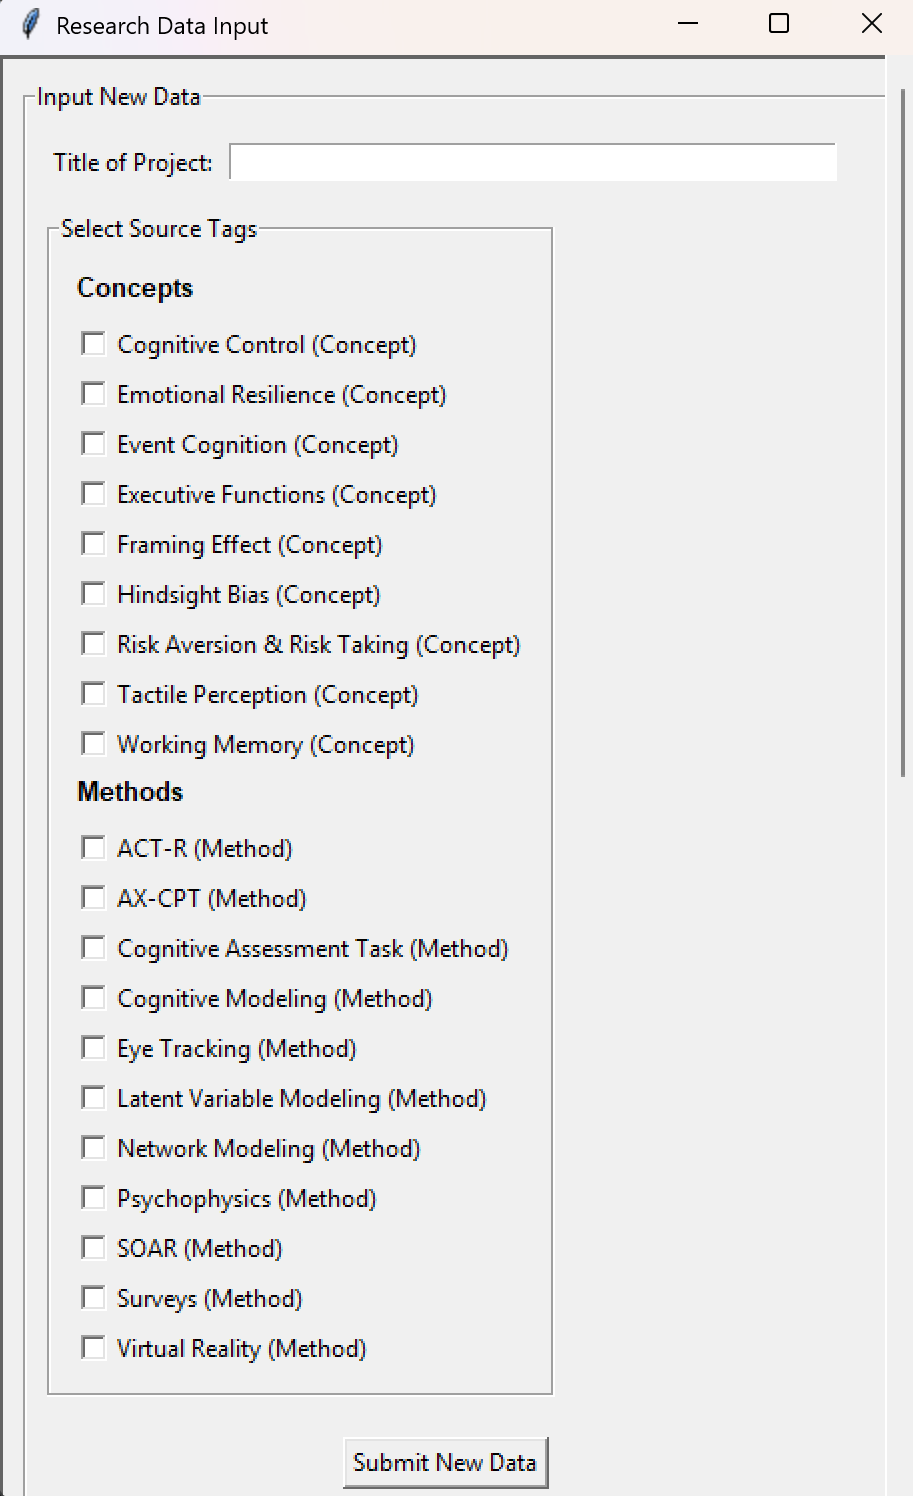 Research Data Input
Input New Data
Title of Project:
Select Source Tags
Concepts
Cognitive Control (Concept)
Emotional Resilience (Concept)
Event Cognition (Concept)
Executive Functions (Concept)
Framing Effect (Concept)
Hindsight Bias (Concept)
Risk Aversion & Risk Taking (Concept)
Tactile Perception (Concept)
Working Memory (Concept)
Methods
ACT-R (Method)
AX-CPT (Method)
Cognitive Assessment Task (Method)
Cognitive Modeling (Method)
Eye Tracking (Method)
Latent Variable Modeling (Method)
Network Modeling (Method)
Psychophysics (Method)
SOAR (Method)
Surveys (Method)
Virtual Reality (Method)
Submit New Data